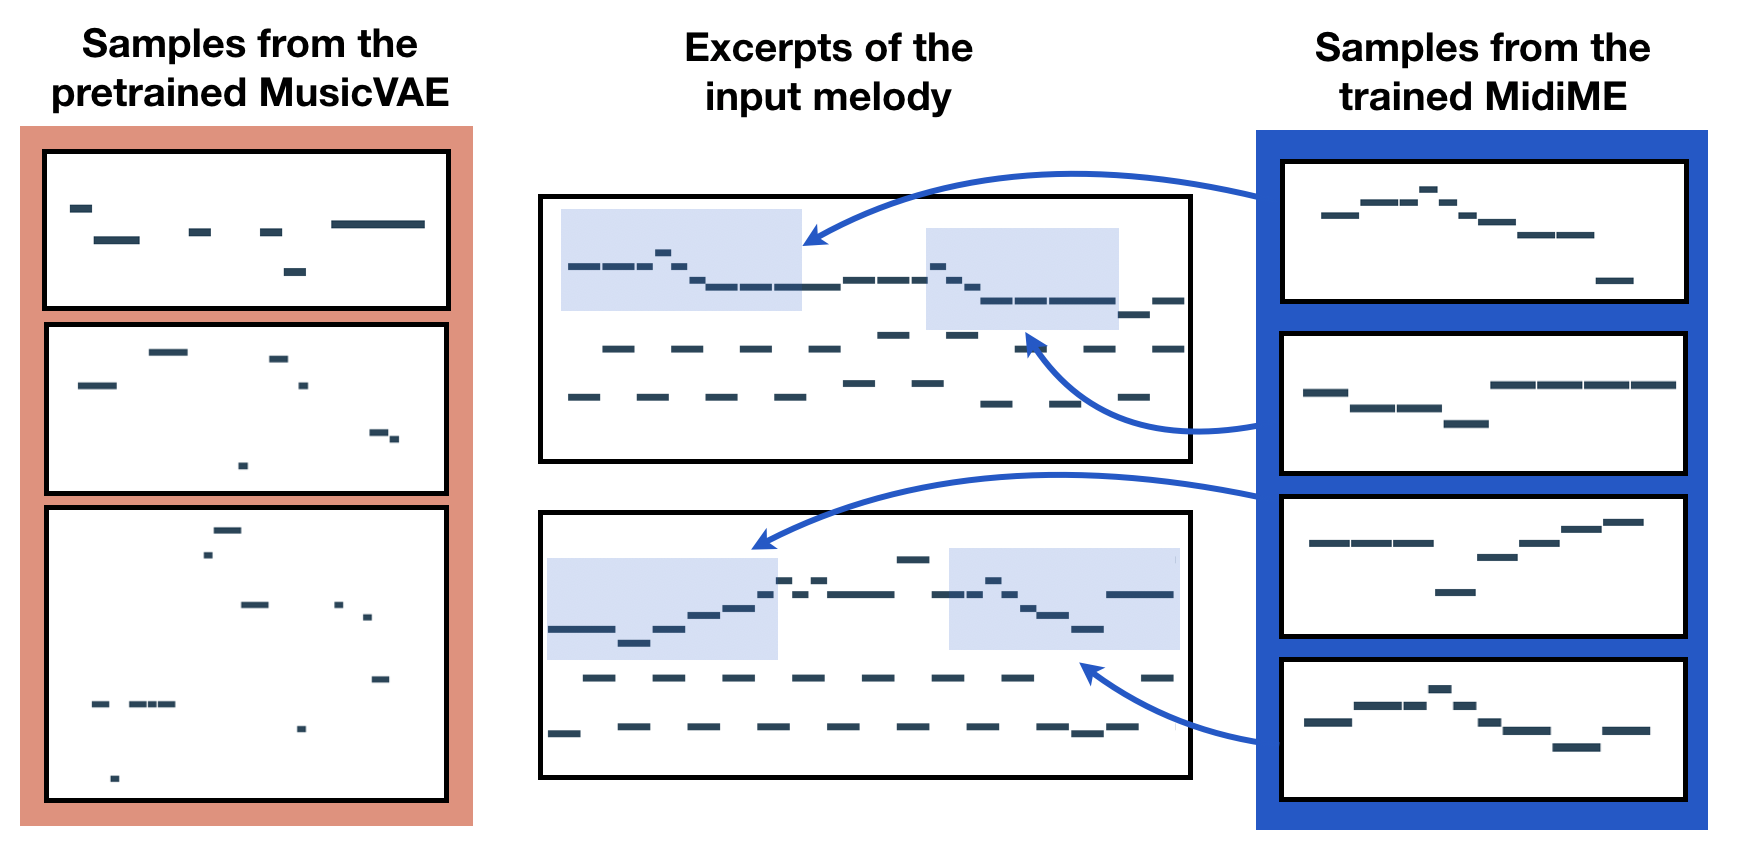 Samples from the
pretrained MusicVAE
Excerpts of the
input melody
Samples from the
trained MidiME